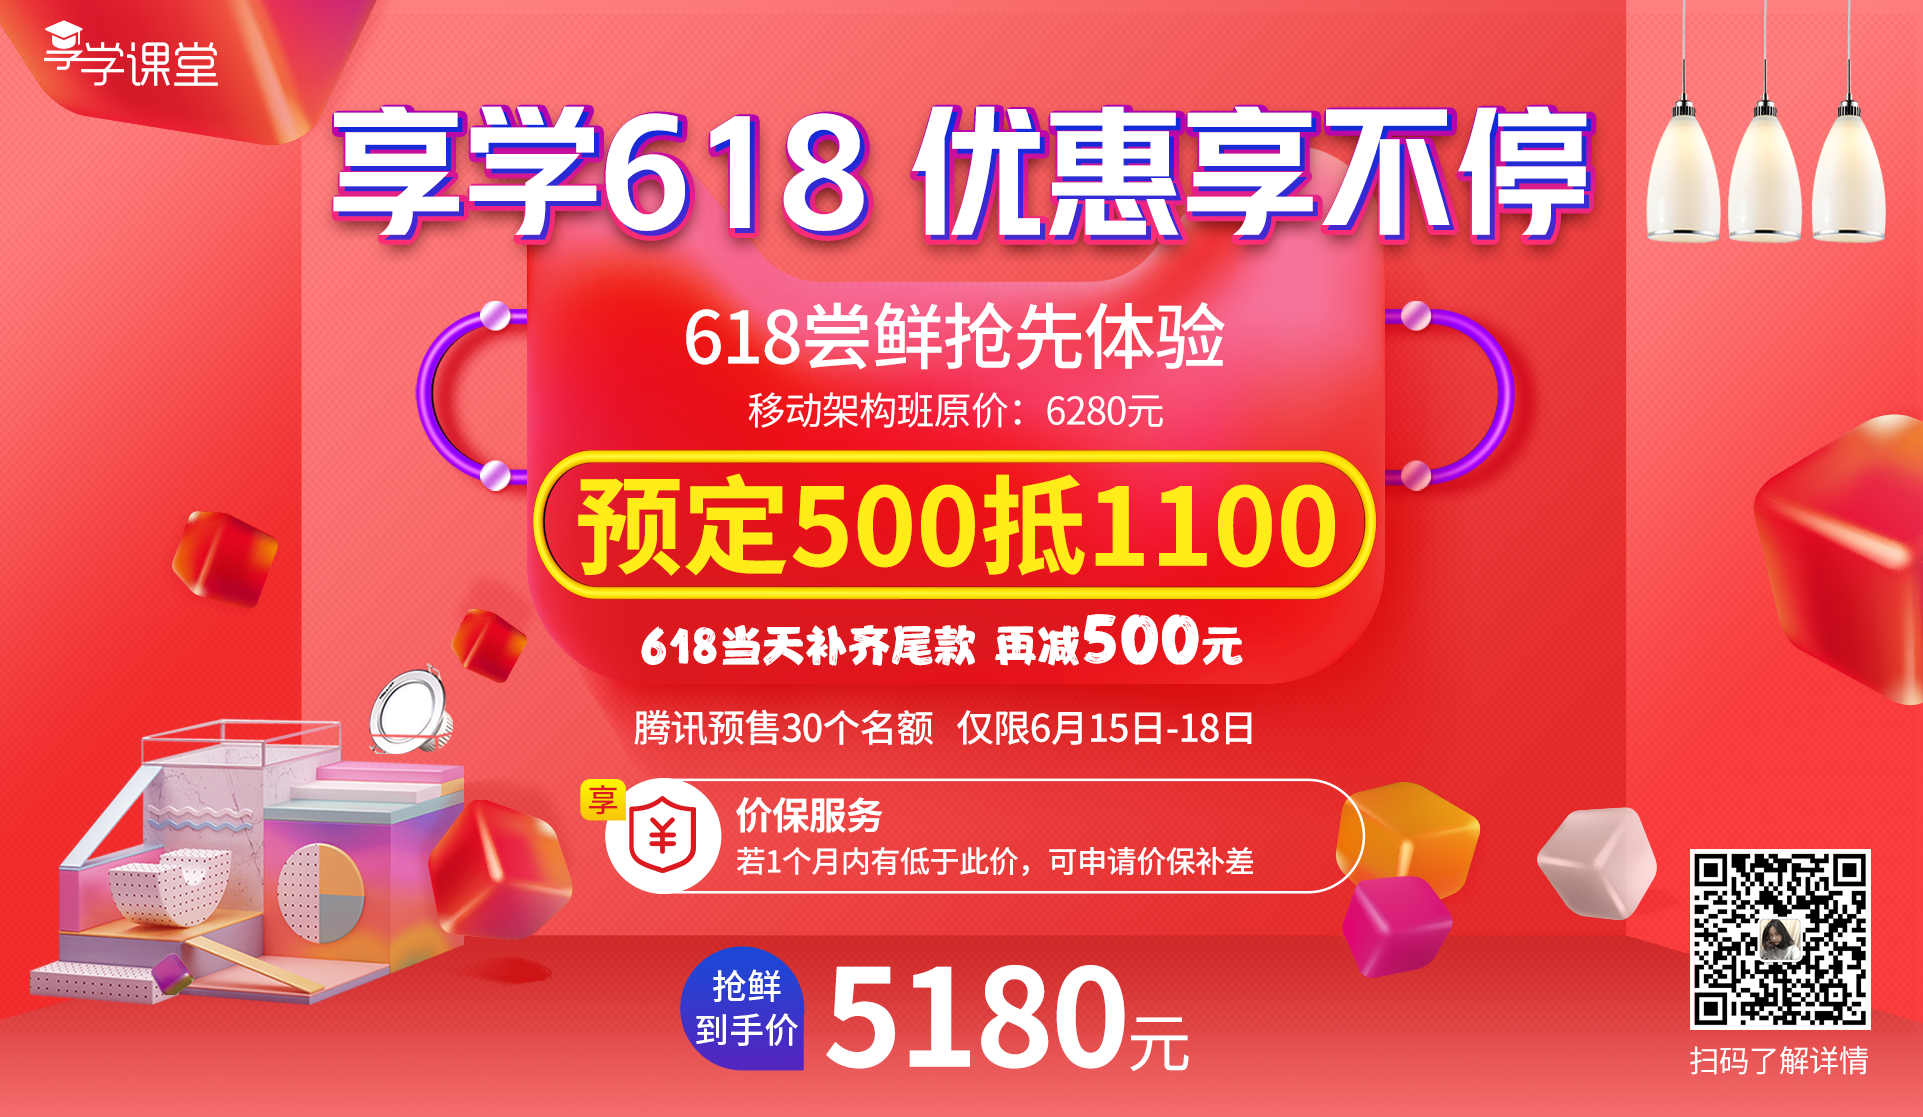 享学课堂
享学618 优惠享不停
618尝鲜抢先体验
移动架构班原价：6280元
预定500抵1100
618当天补齐尾款 再减500元
腾讯预售30个名额 仅限6月15日-18日
享
价保服务
若1个月内有低于此价，可申请价保补差
抢鲜
到手价
5180元
扫码了解详情